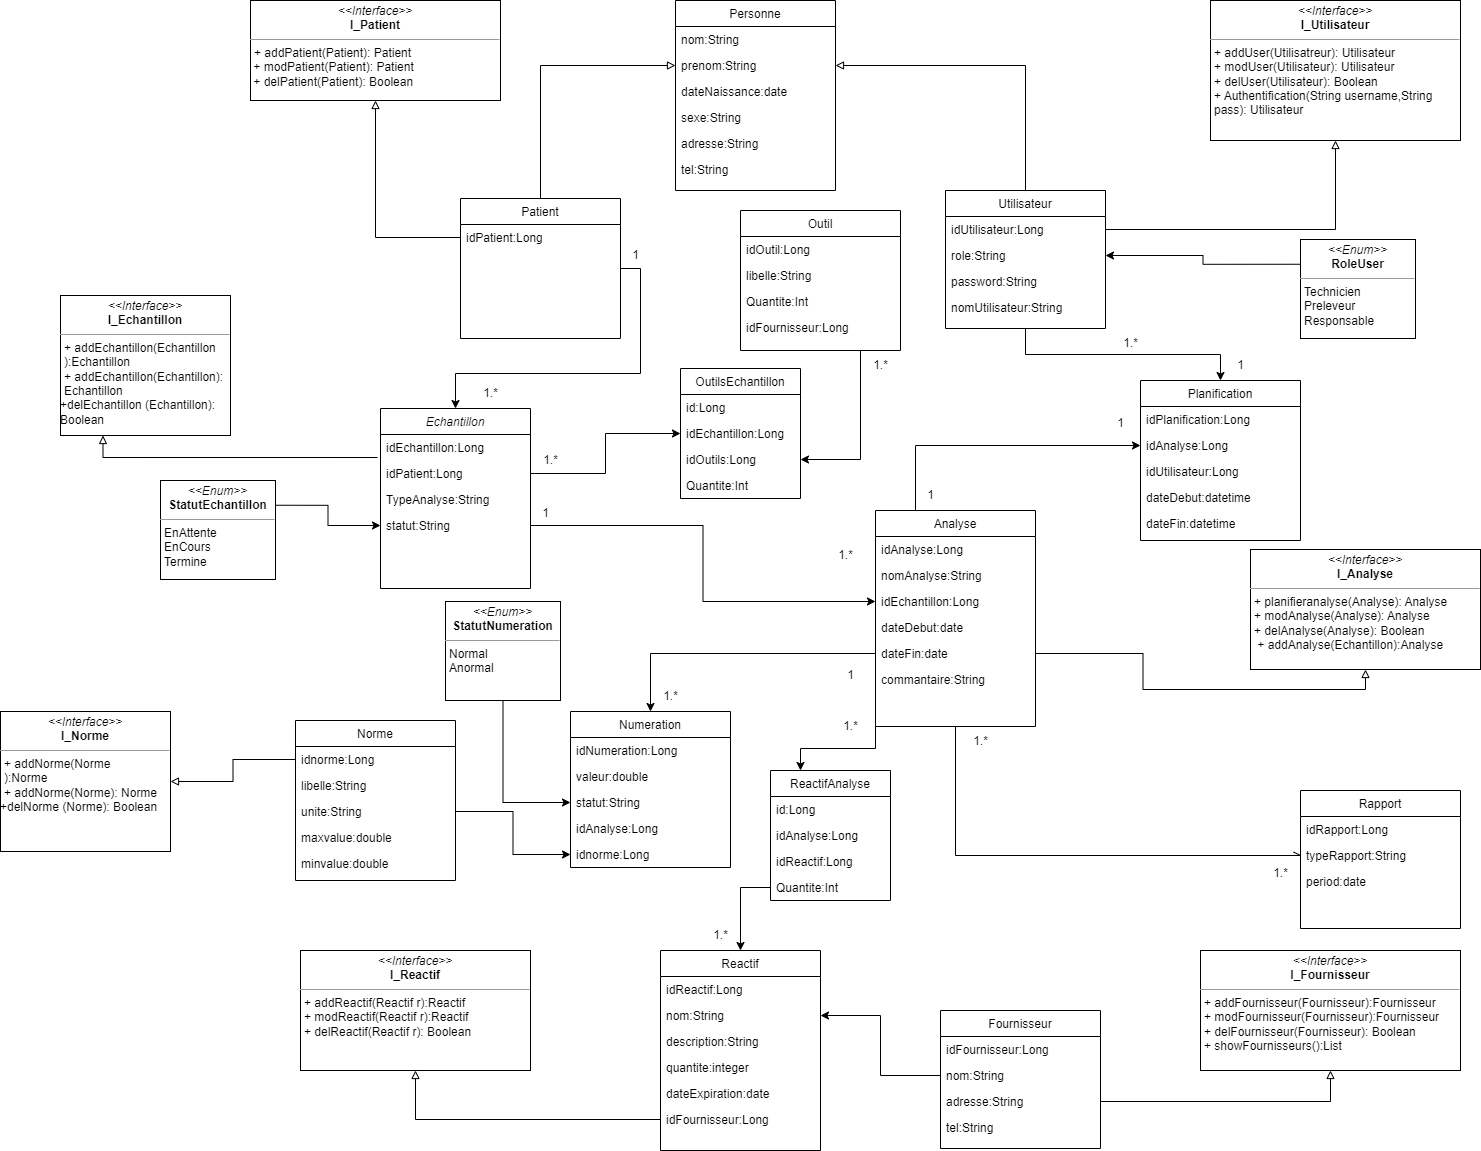 <<Interface>>
I_Patient
+ addPatient(Patient): Patient
+ modPatient(Patient): Patient
+ delPatient(Patient): Boolean
Personne
nom:String
prenom:String
dateNaissance:date
sexe:String
adresse:String
tel:String
<<Interface>>
I_Utilisateur
+ addUser(Utilisatreur): Utilisateur
+ modUser(Utilisateur): Utilisateur
+ delUser(Utilisateur): Boolean
+ Authentification(String username,String
pass): Utilisateur
Patient
idPatient:Long
1
Outil
idOutil:Long
libelle:String
Quantite:Int
idFournisseur:Long
1.*
Utilisateur
idUtilisateur:Long
role:String
password:String
nomUtilisateur:String
<<Enum>>
RoleUser
Technicien
Preleveur
Responsable
1.*
1
<<Interface>>
I_Echantillon
+ addEchantillon(Echantillon
):Echantillon
+ addEchantillon(Echantillon):
Echantillon
+delEchantillon (Echantillon):
Boolean
1.*
Echantillon
idEchantillon:Long
idPatient:Long
TypeAnalyse:String
statut:String
1.*
1
OutilsEchantillon
id:Long
idEchantillon:Long
idOutils:Long
Quantite:Int
Planification
idPlanification:Long
idAnalyse:Long
idUtilisateur:Long
dateDebut:datetime
dateFin:datetime
1
1
<<Enum>>
StatutEchantillon
EnAttente
EnCours
Termine
1.*
Analyse
idAnalyse:Long
nomAnalyse:String
idEchantillon:Long
dateDebut:date
dateFin:date
commantaire:String
<<Interface>>
I_Analyse
+ planifieranalyse(Analyse): Analyse
+ modAnalyse(Analyse): Analyse
+ delAnalyse(Analyse): Boolean
+ addAnalyse(Echantillon):Analyse
<<Enum>>
StatutNumeration
Normal
Anormal
1
1.*
1.*
1.*
<<Interface>>
I_Norme
+ addNorme(Norme
):Norme
+ addNorme(Norme): Norme
+delNorme (Norme): Boolean
Norme
idnorme:Long
libelle:String
unite:String
maxvalue:double
minvalue:double
Numeration
idNumeration:Long
valeur:double
statut:String
idAnalyse:Long
idnorme:Long
ReactifAnalyse
id:Long
idAnalyse:Long
idReactif:Long
Quantite:Int
Rapport
idRapport:Long
typeRapport:String
period:date
1.*
1.*
<<Interface>>
I_Reactif
+ addReactif(Reactif r):Reactif
+ modReactif(Reactif r):Reactif
+ delReactif(Reactif r): Boolean
Reactif
idReactif:Long
nom:String
description:String
quantite:integer
dateExpiration:date
idFournisseur:Long
Fournisseur
idFournisseur:Long
nom:String
adresse:String
tel:String
<<Interface>>
I_Fournisseur
+ addFournisseur(Fournisseur):Fournisseur
+ modFournisseur(Fournisseur):Fournisseur
+ delFournisseur(Fournisseur): Boolean
+ showFournisseurs():List